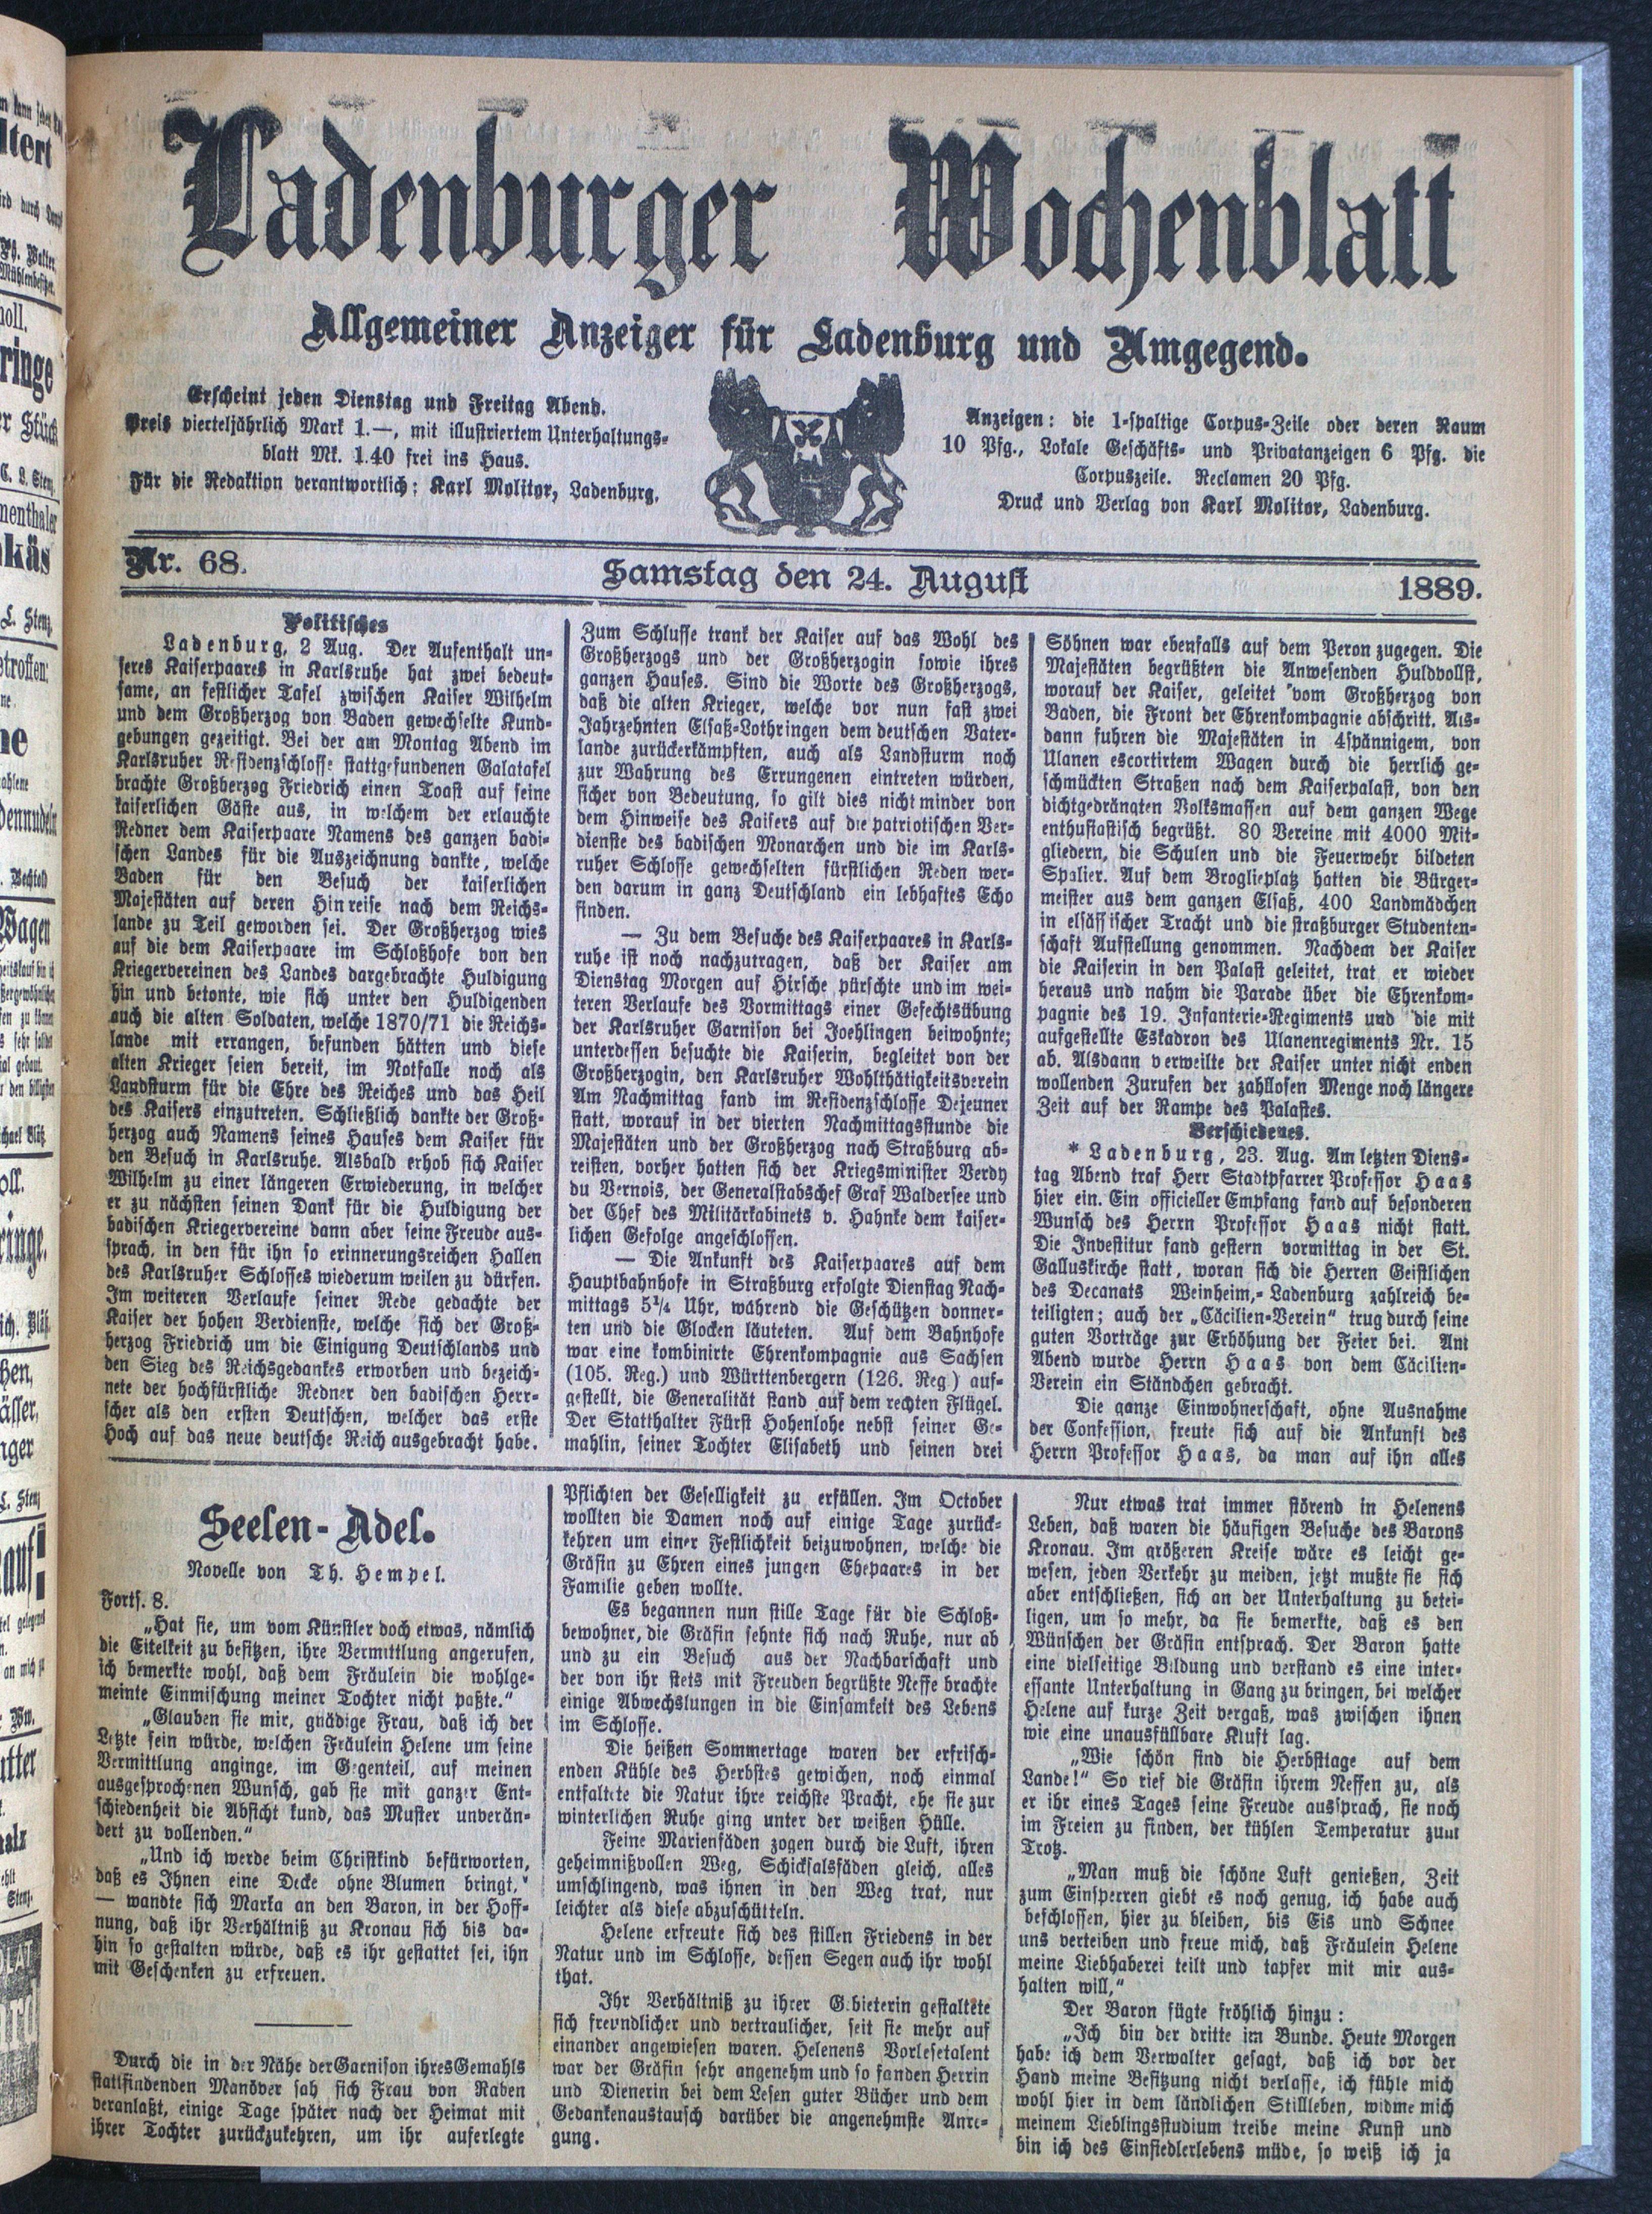 Ladenburger Wochenblatt
Allgemeiner Anzeiger für Ladenburg und Umgegend.
Erscheint jeden Dienstag und Freitag Abend.
Preis vierteljährlich Mark 1.—, mit illustriertem Unterhaltungs-
blatt Mk. 1.40 frei ins Haus.
Für die Redaktion verantwortlich: Karl Molitor, Ladenburg.
Anzeigen: die 1-spaltige Corpus-Zeile oder deren Raum
10 Pfg., Lokale Geschäfts- und Privatanzeigen 6 Pfg. die
Corpuszeile. Reclamen 20 Pfg.
Druck und Verlag von Karl Molitor, Ladenburg.
Nr. 68.
Samstag den 24. August
1889.
Politisches
Ladenburg, 2 Aug. Der Aufenthalt un-
seres Kaiserpaares in Karlsruhe hat zwei bedeut-
same, an festlicher Tafel zwischen Kaiser Wilhelm
und dem Großherzog von Baden gewechselte Kund-
gebungen gezeitigt. Bei der am Montag Abend im
Karlsruher Residenzschlosse stattgefundenen Galatafel
brachte Großherzog Friedrich einen Toast auf seine
kaiserlichen Gäste aus, in welchem der erlauchte
Redner dem Kaiserpaare Namens des ganzen badi-
schen Landes für die Auszeichnung dankte, welche
Baden für den Besuch der kaiserlichen
Majestäten auf deren Hinreise nach dem Reichs-
lande zu Teil geworden sei. Der Großherzog wies
auf die dem Kaiserpaare im Schloßhofe von den
Kriegervereinen des Landes dargebrachte Huldigung
hin und betonte, wie sich unter den Huldigenden
auch die alten Soldaten, welche 1870/71 die Reichs-
lande mit errangen, befunden hätten und diese
alten Krieger seien bereit, im Notfalle noch als
Landsturm für die Ehre des Reiches und das Heil
des Kaisers einzutreten. Schließlich dankte der Groß-
herzog auch Namens seines Hauses dem Kaiser für
den Besuch in Karlsruhe. Alsbald erhob sich Kaiser
Wilhelm zu einer längeren Erwiederung, in welcher
er zu nächsten seinen Dank für die Huldigung der
badischen Kriegervereine dann aber seine Freude aus-
sprach, in den für ihn so erinnerungsreichen Hallen
des Karlsruher Schlosses wiederum weilen zu dürfen.
Im weiteren Verlaufe seiner Rede gedachte der
Kaiser der hohen Verdienste, welche sich der Groß-
herzog Friedrich um die Einigung Deutschlands und
den Sieg des Reichsgedankes erworben und bezeich-
nete der hochfürstliche Redner den badischen Herr-
scher als den ersten Deutschen, welcher das erste
Hoch auf das neue deutsche Reich ausgebracht habe.
Zum Schlusse trank der Kaiser auf das Wohl des
Großherzogs und der Großherzogin sowie ihres
ganzen Hauses. Sind die Worte des Großherzogs,
daß die alten Krieger, welche vor nun fast zwei
Jahrzehnten Elsaß-Lothringen dem deutschen Vater-
lande zurückerkämpften, auch als Landsturm noch
zur Wahrung des Errungenen eintreten würden,
sicher von Bedeutung, so gilt dies nicht minder von
dem Hinweise des Kaisers auf die patriotischen Ver-
dienste des badischen Monarchen und die im Karls-
ruher Schlosse gewechselten fürstlichen Reden wer-
den darum in ganz Deutschland ein lebhaftes Echo
finden.
— Zu dem Besuche des Kaiserpaares in Karls-
ruhe ist noch nachzutragen, daß der Kaiser am
Dienstag Morgen auf Hirsche pürschte und im wei-
teren Verlaufe des Vormittags einer Gefechtsübung
der Karlsruher Garnison bei Joehlingen beiwohnte;
unterdessen besuchte die Kaiserin, begleitet von der
Großherzogin, den Karlsruher Wohlthätigkeitsverein
Am Nachmittag fand im Residenzschlosse Dejeuner
statt, worauf in der vierten Nachmittagsstunde die
Majestäten und der Großherzog nach Straßburg ab-
reisten, vorher hatten sich der Kriegsminister Verdy
du Vernois, der Generalstabschef Graf Waldersee und
der Chef des Militärkabinets v. Hahnke dem kaiser-
lichen Gefolge angeschlossen.
— Die Ankunft des Kaiserpaares auf dem
Hauptbahnhofe in Straßburg erfolgte Dienstag Nach-
mittags 5¼ Uhr, während die Geschützen donner-
ten und die Glocken läuteten. Auf dem Bahnhofe
war eine kombinirte Ehrenkompagnie aus Sachsen
(105. Reg.) und Württenbergern (126. Reg.) auf-
gestellt, die Generalität stand auf dem rechten Flügel.
Der Statthalter Fürst Hohenlohe nebst seiner Ge-
mahlin, seiner Tochter Elisabeth und seinen drei
Söhnen war ebenfalls auf dem Peron zugegen. Die
Majestäten begrüßten die Anwesenden Huldvollst,
worauf der Kaiser, geleitet vom Großherzog von
Baden, die Front der Ehrenkompagnie abschritt. Als-
dann fuhren die Majestäten in 4spännigem, von
Ulanen escortirtem Wagen durch die herrlich ge-
schmückten Straßen nach dem Kaiserpalast, von den
dichtgedrängten Volksmassen auf dem ganzen Wege
enthusiastisch begrüßt. 80 Vereine mit 4000 Mit-
gliedern, die Schulen und die Feuerwehr bildeten
Spalier. Auf dem Broglieplatz hatten die Bürger-
meister aus dem ganzen Elsaß, 400 Landmädchen
in elsässischer Tracht und die straßburger Studenten-
schaft Aufstellung genommen. Nachdem der Kaiser
die Kaiserin in den Palast geleitet, trat er wieder
heraus und nahm die Parade über die Ehrenkom-
pagnie des 19. Infanterie-Regiments und die mit
aufgestellte Eskadron des Ulanenregiments Nr. 15
ab. Alsdann verweilte der Kaiser unter nicht enden
wollenden Zurufen der zahllosen Menge noch längere
Zeit auf der Rampe des Palastes.
Verschiedenes.
* Ladenburg, 23. Aug. Am letzten Diens-
tag Abend traf Herr Stadtpfarrer Professor Haas
hier ein. Ein officieller Empfang fand auf besonderen
Wunsch des Herrn Professor Haas nicht statt.
Die Investitur fand gestern vormittag in der St.
Galluskirche statt, woran sich die Herren Geistlichen
des Decanats Weinheim,- Ladenburg zahlreich be-
teiligten; auch der „Cäcilien-Verein“ trug durch seine
guten Vorträge zur Erhöhung der Feier bei. Am
Abend wurde Herrn Haas von dem Cäcilien-
Verein ein Ständchen gebracht.
Die ganze Einwohnerschaft, ohne Ausnahme
der Confession, freute sich auf die Ankunft des
Herrn Professor Haas, da man auf ihn alles
Seelen-Adel.
Novelle von Th. Hempel.
Forts. 8.
„Hat sie, um vom Künstler doch etwas, nämlich
die Eitelkeit zu besitzen, ihre Vermittlung angerufen,
ich bemerkte wohl, daß dem Fräulein die wohlge-
meinte Einmischung meiner Tochter nicht paßte.“
„Glauben sie mir, gnädige Frau, daß ich der
Letzte sein würde, welchen Fräulein Helene um seine
Vermittlung anginge, im Gegenteil, auf meinen
ausgesprochenen Wunsch, gab sie mit ganzer Ent-
schiedenheit die Absicht kund, das Muster unverän-
dert zu vollenden.“
„Und ich werde beim Christkind befürworten,
daß es Ihnen eine Decke ohne Blumen bringt,“
— wandte sich Marka an den Baron, in der Hoff-
nung, daß ihr Verhältniß zu Kronau sich bis da-
hin so gestalten würde, daß es ihr gestattet sei, ihn
mit Geschenken zu erfreuen.
Durch die in der Nähe der Garnison ihres Gemahls
stattfindenden Manöver sah sich Frau von Raben
veranlaßt, einige Tage später nach der Heimat mit
ihrer Tochter zurückzukehren, um ihr auferlegte
Pflichten der Geselligkeit zu erfüllen. Im October
wollten die Damen noch auf einige Tage zurück-
kehren um einer Festlichkeit beizuwohnen, welche die
Gräfin zu Ehren eines jungen Ehepaares in der
Familie geben wollte.
Es begannen nun stille Tage für die Schloß-
bewohner, die Gräfin sehnte sich nach Ruhe, nur ab
und zu ein Besuch aus der Nachbarschaft und
der von ihr stets mit Freuden begrüßte Neffe brachte
einige Abwechslungen in die Einsamkeit des Lebens
im Schlosse.
Die heißen Sommertage waren der erfrisch-
enden Kühle des Herbstes gewichen, noch einmal
entfaltete die Natur ihre reichste Pracht, ehe sie zur
winterlichen Ruhe ging unter der weißen Hülle.
Feine Marienfäden zogen durch die Luft, ihren
geheimnißvollen Weg, Schicksalsfäden gleich, alles
umschlingend, was ihnen in den Weg trat, nur
leichter als diese abzuschütteln.
Helene erfreute sich des stillen Friedens in der
Natur und im Schlosse, dessen Segen auch ihr wohl
that.
Ihr Verhältniß zu ihrer Gebieterin gestaltete
sich freundlicher und vertraulicher, seit sie mehr auf
einander angewiesen waren. Helenens Vorlesetalent
war der Gräfin sehr angenehm und so fanden Herrin
und Dienerin bei dem Lesen guter Bücher und dem
Gedankenaustausch darüber die angenehmste Anre-
gung.
Nur etwas trat immer störend in Helenens
Leben, daß waren die häufigen Besuche des Barons
Kronau. Im größeren Kreise wäre es leicht ge-
wesen, jeden Verkehr zu meiden, jetzt mußte sie sich
aber entschließen, sich an der Unterhaltung zu betei-
ligen, um so mehr, da sie bemerkte, daß es den
Wünschen der Gräfin entsprach. Der Baron hatte
eine vielseitige Bildung und verstand es eine inter-
essante Unterhaltung in Gang zu bringen, bei welcher
Helene auf kurze Zeit vergaß, was zwischen ihnen
wie eine unausfüllbare Kluft lag.
„Wie schön sind die Herbsttage auf dem
Lande!“ So rief die Gräfin ihrem Neffen zu, als
er ihr eines Tages seine Freude aussprach, sie noch
im Freien zu finden, der kühlen Temperatur zum
Trotz.
„Man muß die schöne Luft genießen, Zeit
zum Einsperren giebt es noch genug, ich habe auch
beschlossen, hier zu bleiben, bis Eis und Schnee
uns verteiben und freue mich, daß Fräulein Helene
meine Liebhaberei teilt und tapfer mit mir aus-
halten will,“
Der Baron fügte fröhlich hinzu:
„Ich bin der dritte im Bunde. Heute Morgen
habe ich dem Verwalter gesagt, daß ich vor der
Hand meine Besitzung nicht verlasse, ich fühle mich
wohl hier in dem ländlichen Stillleben, widme mich
meinem Lieblingsstudium treibe meine Kunst und
bin ich des Einsiedlerlebens müde, so weiß ich ja